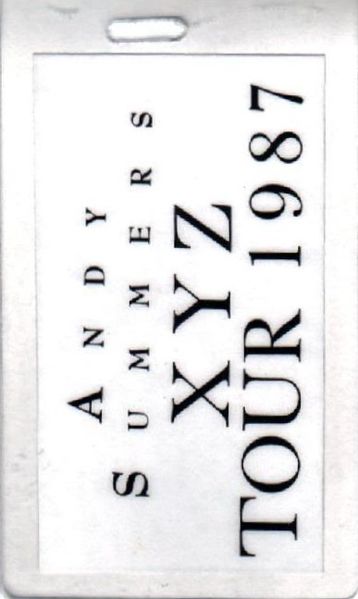 ANDY
SUMMERS
XYZ
TOUR 1987